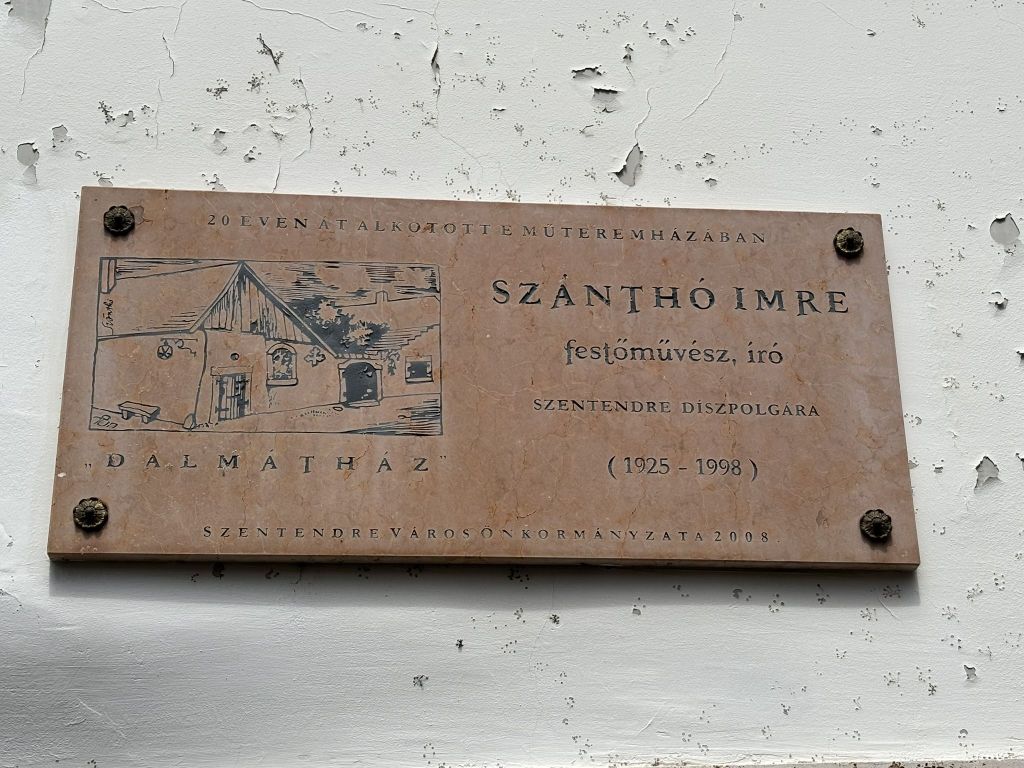 20 ÉVEN ÁT ALKOTOTT E MŰTEREMHÁZÁBAN
SZÁNTHÓ IMRE
festőművész, író
SZENTENDRE DÍSZPOLGÁRA
„DALMÁTHÁZ”
( 1925 - 1998 )
SZENTENDRE VÁROS ÖNKORMÁNYZATA 2008.